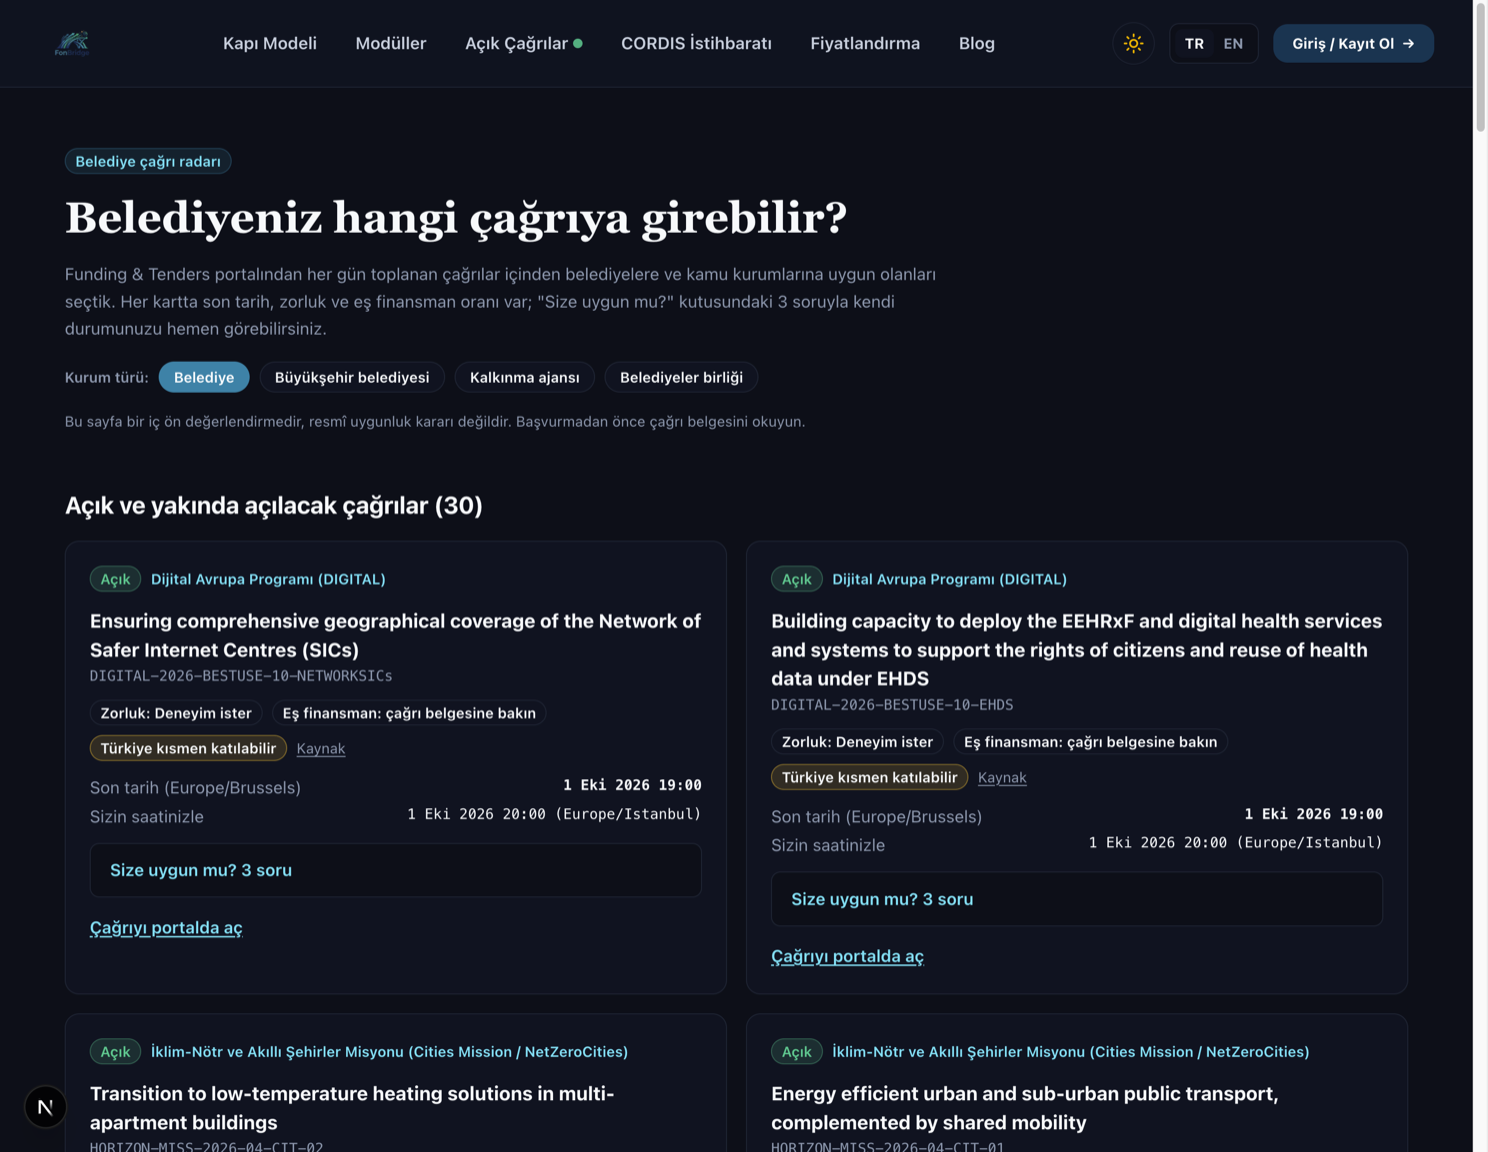 Kapı Modeli
Modüller
Açık Çağrılar
CORDIS İstihbaratı
Fiyatlandırma
Blog
TR
EN
Giriş / Kayıt Ol →
Belediye çağrı radarı
Belediyeniz hangi çağrıya girebilir?
Funding & Tenders portalından her gün toplanan çağrılar içinden belediyelere ve kamu kurumlarına uygun olanları
seçtik. Her kartta son tarih, zorluk ve eş finansman oranı var; "Size uygun mu?" kutusundaki 3 soruyla kendi
durumunuzu hemen görebilirsiniz.
Kurum türü:
Belediye
Büyükşehir belediyesi
Kalkınma ajansı
Belediyeler birliği
Bu sayfa bir iç ön değerlendirmedir, resmî uygunluk kararı değildir. Başvurmadan önce çağrı belgesini okuyun.
Açık ve yakında açılacak çağrılar (30)
Açık
Dijital Avrupa Programı (DIGITAL)
Ensuring comprehensive geographical coverage of the Network of
Safer Internet Centres (SICs)
DIGITAL-2026-BESTUSE-10-NETWORKSICs
Zorluk: Deneyim ister
Eş finansman: çağrı belgesine bakın
Türkiye kısmen katılabilir
Kaynak
Son tarih (Europe/Brussels)
1 Eki 2026 19:00
Sizin saatinizle
1 Eki 2026 20:00 (Europe/Istanbul)
Size uygun mu? 3 soru
Çağrıyı portalda aç
Açık
Dijital Avrupa Programı (DIGITAL)
Building capacity to deploy the EEHRxF and digital health services
and systems to support the rights of citizens and reuse of health
data under EHDS
DIGITAL-2026-BESTUSE-10-EHDS
Zorluk: Deneyim ister
Eş finansman: çağrı belgesine bakın
Türkiye kısmen katılabilir
Kaynak
Son tarih (Europe/Brussels)
1 Eki 2026 19:00
Sizin saatinizle
1 Eki 2026 20:00 (Europe/Istanbul)
Size uygun mu? 3 soru
Çağrıyı portalda aç
Açık
İklim-Nötr ve Akıllı Şehirler Misyonu (Cities Mission / NetZeroCities)
Transition to low-temperature heating solutions in multi-
apartment buildings
HORIZON-MISS-2026-04-CIT-02
Açık
İklim-Nötr ve Akıllı Şehirler Misyonu (Cities Mission / NetZeroCities)
Energy efficient urban and sub-urban public transport,
complemented by shared mobility
HORIZON-MISS-2026-04-CIT-01
N